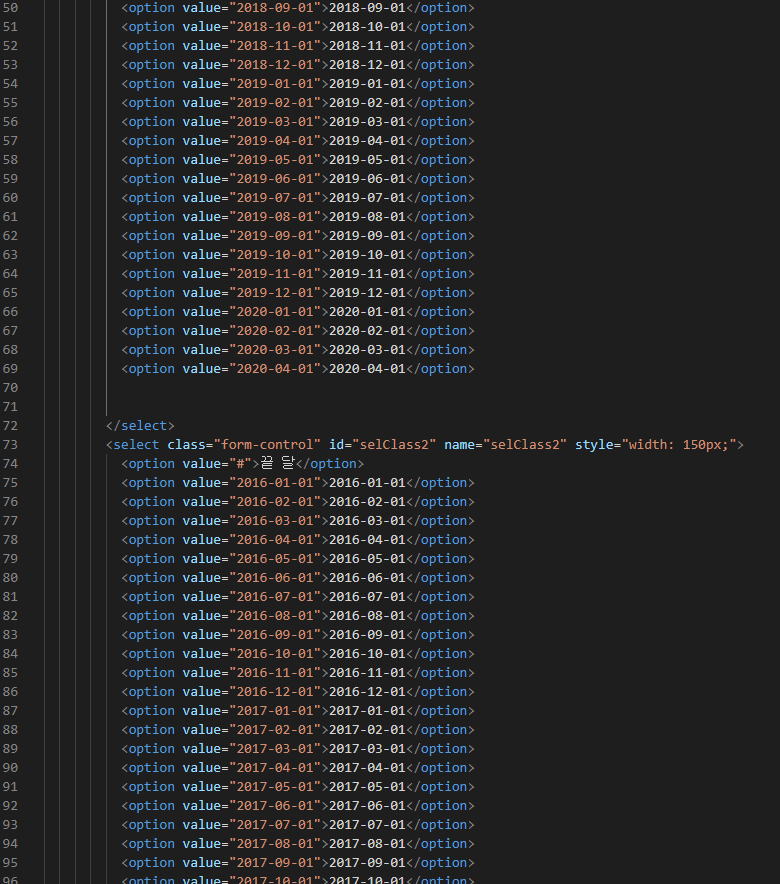 50 <option value="2018-09-01">2018-09-01</option>
51 <option value="2018-10-01">2018-10-01</option>
52 <option value="2018-11-01">2018-11-01</option>
53 <option value="2018-12-01">2018-12-01</option>
54 <option value="2019-01-01">2019-01-01</option>
55 <option value="2019-02-01">2019-02-01</option>
56 <option value="2019-03-01">2019-03-01</option>
57 <option value="2019-04-01">2019-04-01</option>
58 <option value="2019-05-01">2019-05-01</option>
59 <option value="2019-06-01">2019-06-01</option>
60 <option value="2019-07-01">2019-07-01</option>
61 <option value="2019-08-01">2019-08-01</option>
62 <option value="2019-09-01">2019-09-01</option>
63 <option value="2019-10-01">2019-10-01</option>
64 <option value="2019-11-01">2019-11-01</option>
65 <option value="2019-12-01">2019-12-01</option>
66 <option value="2020-01-01">2020-01-01</option>
67 <option value="2020-02-01">2020-02-01</option>
68 <option value="2020-03-01">2020-03-01</option>
69 <option value="2020-04-01">2020-04-01</option>
70
71
72 </select>
73 <select class="form-control" id="selClass2" name="selClass2" style="width: 150px;">
74 <option value="#">끝 달</option>
75 <option value="2016-01-01">2016-01-01</option>
76 <option value="2016-02-01">2016-02-01</option>
77 <option value="2016-03-01">2016-03-01</option>
78 <option value="2016-04-01">2016-04-01</option>
79 <option value="2016-05-01">2016-05-01</option>
80 <option value="2016-06-01">2016-06-01</option>
81 <option value="2016-07-01">2016-07-01</option>
82 <option value="2016-08-01">2016-08-01</option>
83 <option value="2016-09-01">2016-09-01</option>
84 <option value="2016-10-01">2016-10-01</option>
85 <option value="2016-11-01">2016-11-01</option>
86 <option value="2016-12-01">2016-12-01</option>
87 <option value="2017-01-01">2017-01-01</option>
88 <option value="2017-02-01">2017-02-01</option>
89 <option value="2017-03-01">2017-03-01</option>
90 <option value="2017-04-01">2017-04-01</option>
91 <option value="2017-05-01">2017-05-01</option>
92 <option value="2017-06-01">2017-06-01</option>
93 <option value="2017-07-01">2017-07-01</option>
94 <option value="2017-08-01">2017-08-01</option>
95 <option value="2017-09-01">2017-09-01</option>
96 <option value="2017-10-01">2017-10-01</option>